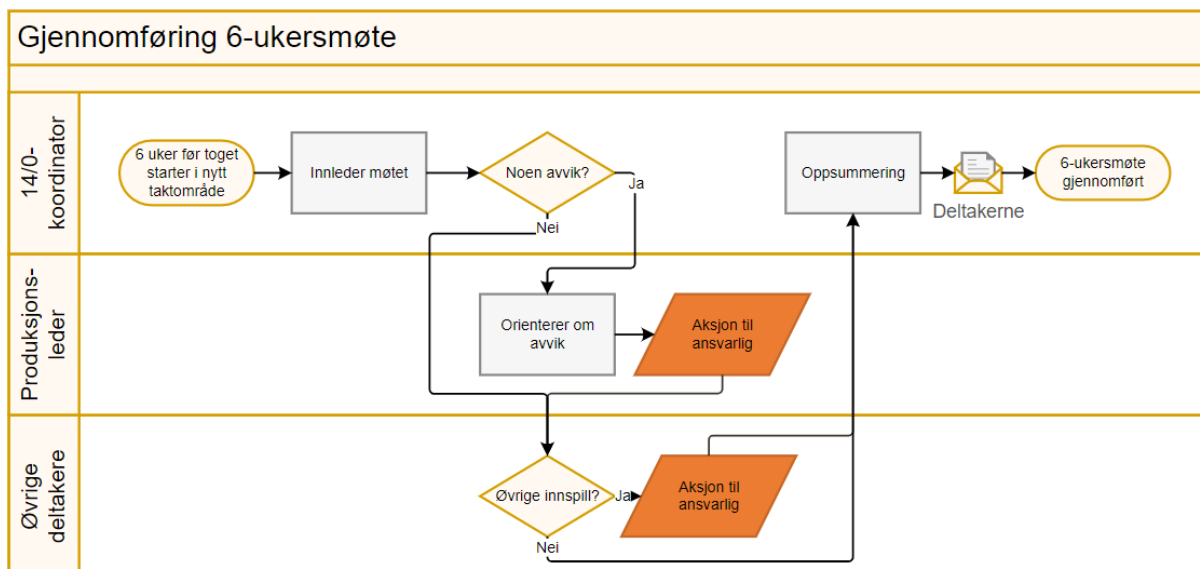 Gjennomføring 6-ukersmøte
14/0-
koordinator
6 uker før toget
starter i nytt
taktområde
Innleder møtet
Noen avvik?
Ja
Nei
Oppsummering
Deltakerne
6-ukersmøte
gjennomført
Produksjons-
leder
Orienterer om
avvik
Aksjon til
ansvarlig
Øvrige
deltakere
Øvrige innspill?
Ja
Nei
Aksjon til
ansvarlig